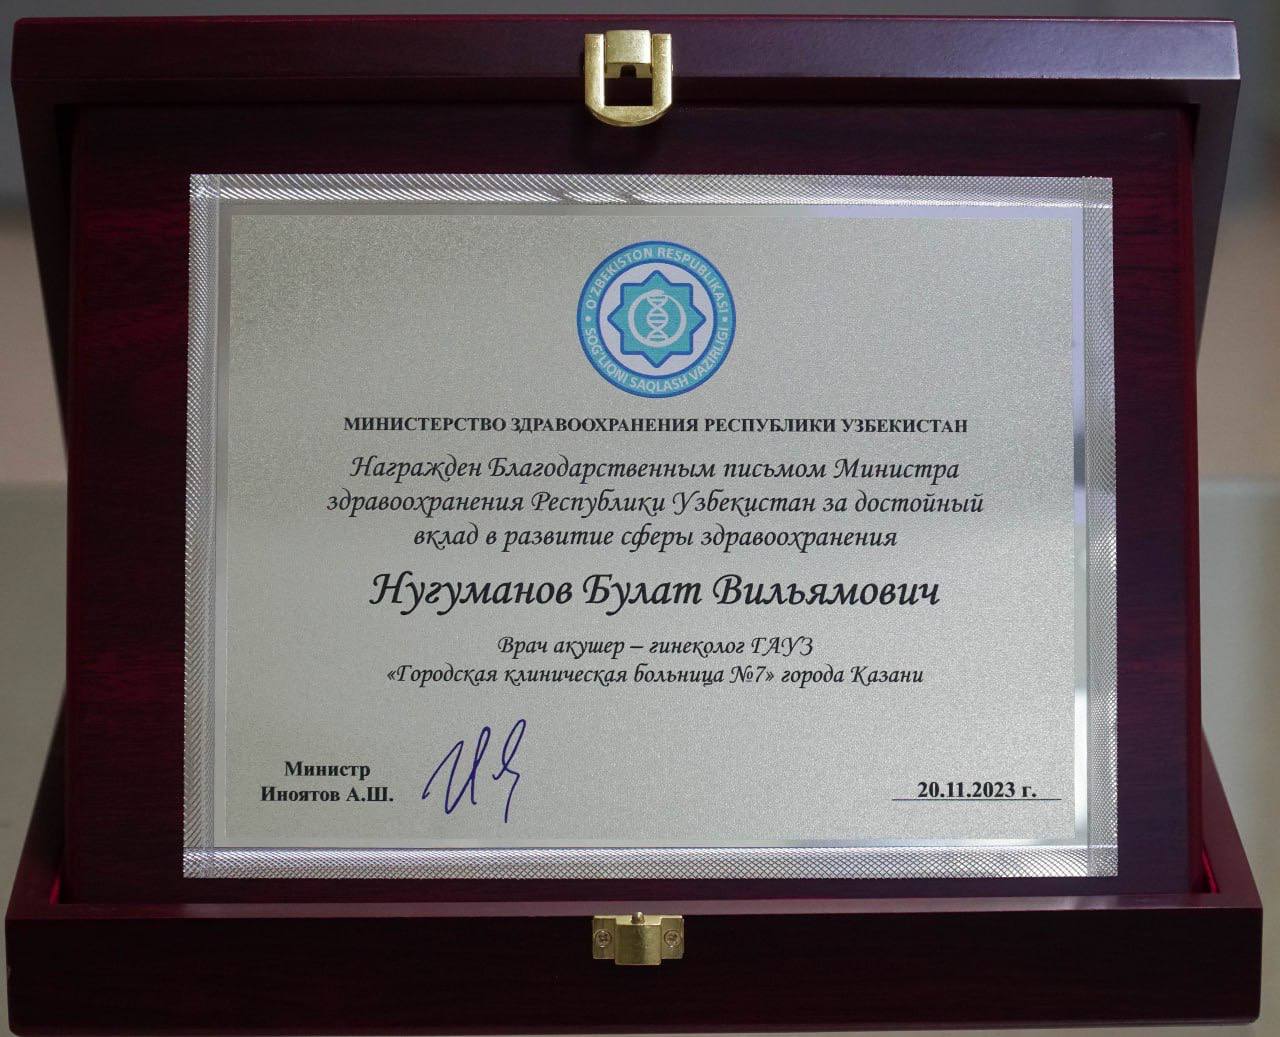 O'ZBEKISTON RESPUBLIKASI
SOG'LIQNI SAQLASH VAZIRLIGI
МИНИСТЕРСТВО ЗДРАВООХРАНЕНИЯ РЕСПУБЛИКИ УЗБЕКИСТАН
Награжден Благодарственным письмом Министра
здравоохранения Республики Узбекистан за достойный
вклад в развитие сферы здравоохранения
Нугуманов Булат Вильямович
Врач акушер – гинеколог ГАУЗ
«Городская клиническая больница №7» города Казани
Министр
Иноятов А.Ш.
20.11.2023 г.